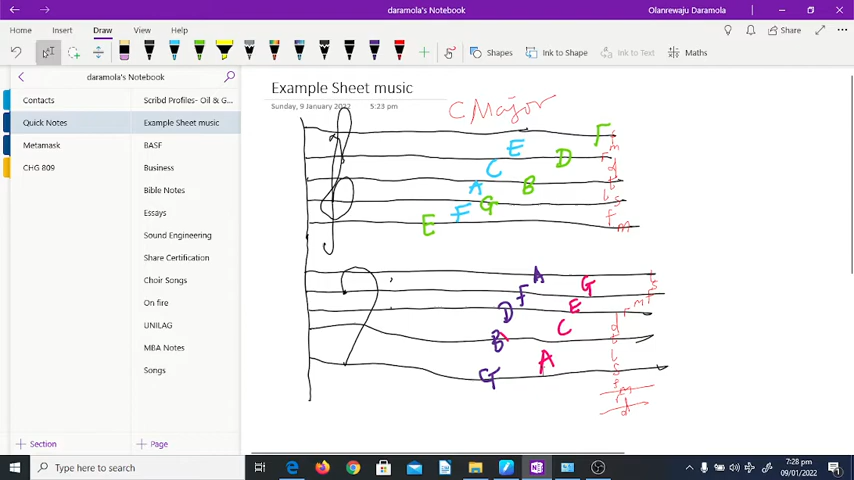 daramola's Notebook
Olanrewaju Daramola
Home Insert Draw View Share
Ink to Shape Ink to Text Maths Shapes
daramola's Notebook
Contacts
Quick Notes
Metamask
CHG 809
Scribd Profiles- Oil & G...
Example Sheet music
BASF
Business
Bible Notes
Essays
Sound Engineering
Share Certification
Choir Songs
On fire
UNILAG
MBA Notes
Songs
Section
Page
Example Sheet music
Sunday, 9 January 2022 5:23 pm
C Major
F
E
D
C
A
B
F
G
E
A
G
F
E
D
C
B
A
G
Type here to search
7:28 pm
09/01/2022